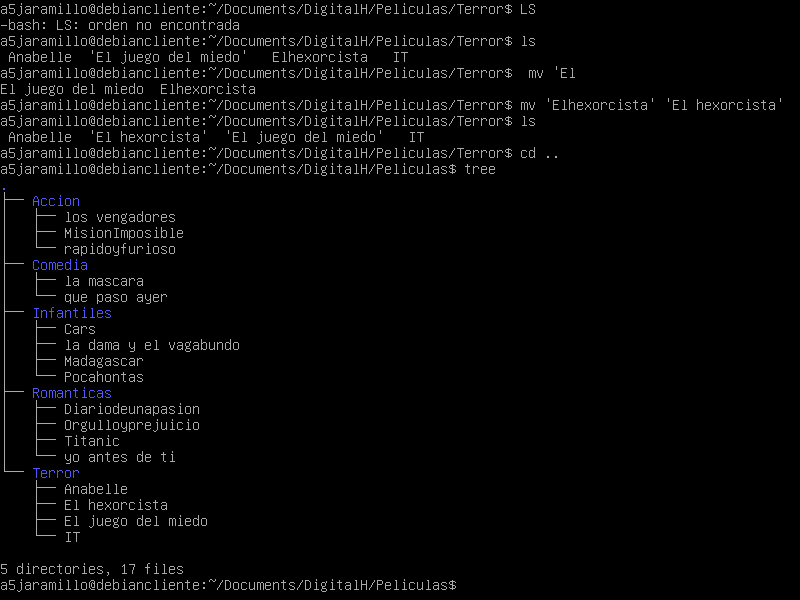 a5jaramillo@debiancliente:~/Documents/DigitalH/Peliculas/Terror$ LS
-bash: LS: orden no encontrada
a5jaramillo@debiancliente:~/Documents/DigitalH/Peliculas/Terror$ ls
 Anabelle  'El juego del miedo'   Elhexorcista   IT
a5jaramillo@debiancliente:~/Documents/DigitalH/Peliculas/Terror$  mv 'El
El juego del miedo  Elhexorcista
a5jaramillo@debiancliente:~/Documents/DigitalH/Peliculas/Terror$ mv 'Elhexorcista' 'El hexorcista'
a5jaramillo@debiancliente:~/Documents/DigitalH/Peliculas/Terror$ ls
 Anabelle  'El hexorcista'  'El juego del miedo'   IT
a5jaramillo@debiancliente:~/Documents/DigitalH/Peliculas/Terror$ cd ..
a5jaramillo@debiancliente:~/Documents/DigitalH/Peliculas$ tree
.
├── Accion
│   ├── los vengadores
│   ├── MisionImposible
│   └── rapidoyfurioso
├── Comedia
│   ├── la mascara
│   └── que paso ayer
├── Infantiles
│   ├── Cars
│   ├── la dama y el vagabundo
│   ├── Madagascar
│   └── Pocahontas
├── Romanticas
│   ├── Diariodeunapasion
│   ├── Orgulloyprejuicio
│   ├── Titanic
│   └── yo antes de ti
└── Terror
    ├── Anabelle
    ├── El hexorcista
    ├── El juego del miedo
    └── IT

5 directories, 17 files
a5jaramillo@debiancliente:~/Documents/DigitalH/Peliculas$